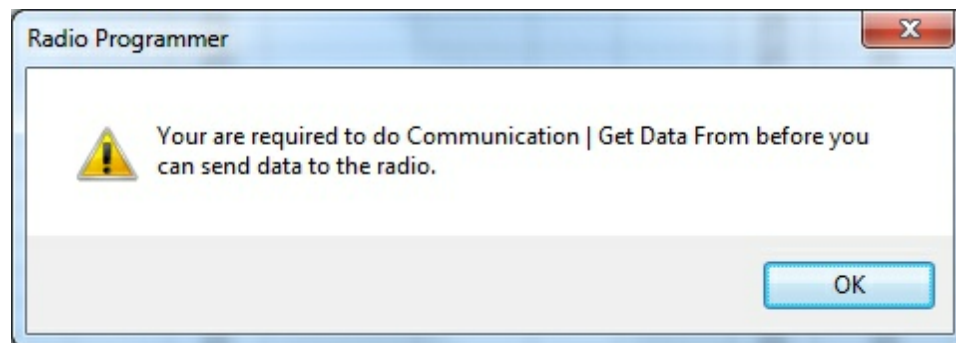 Radio Programmer
Your are required to do Communication | Get Data From before you
can send data to the radio.
OK